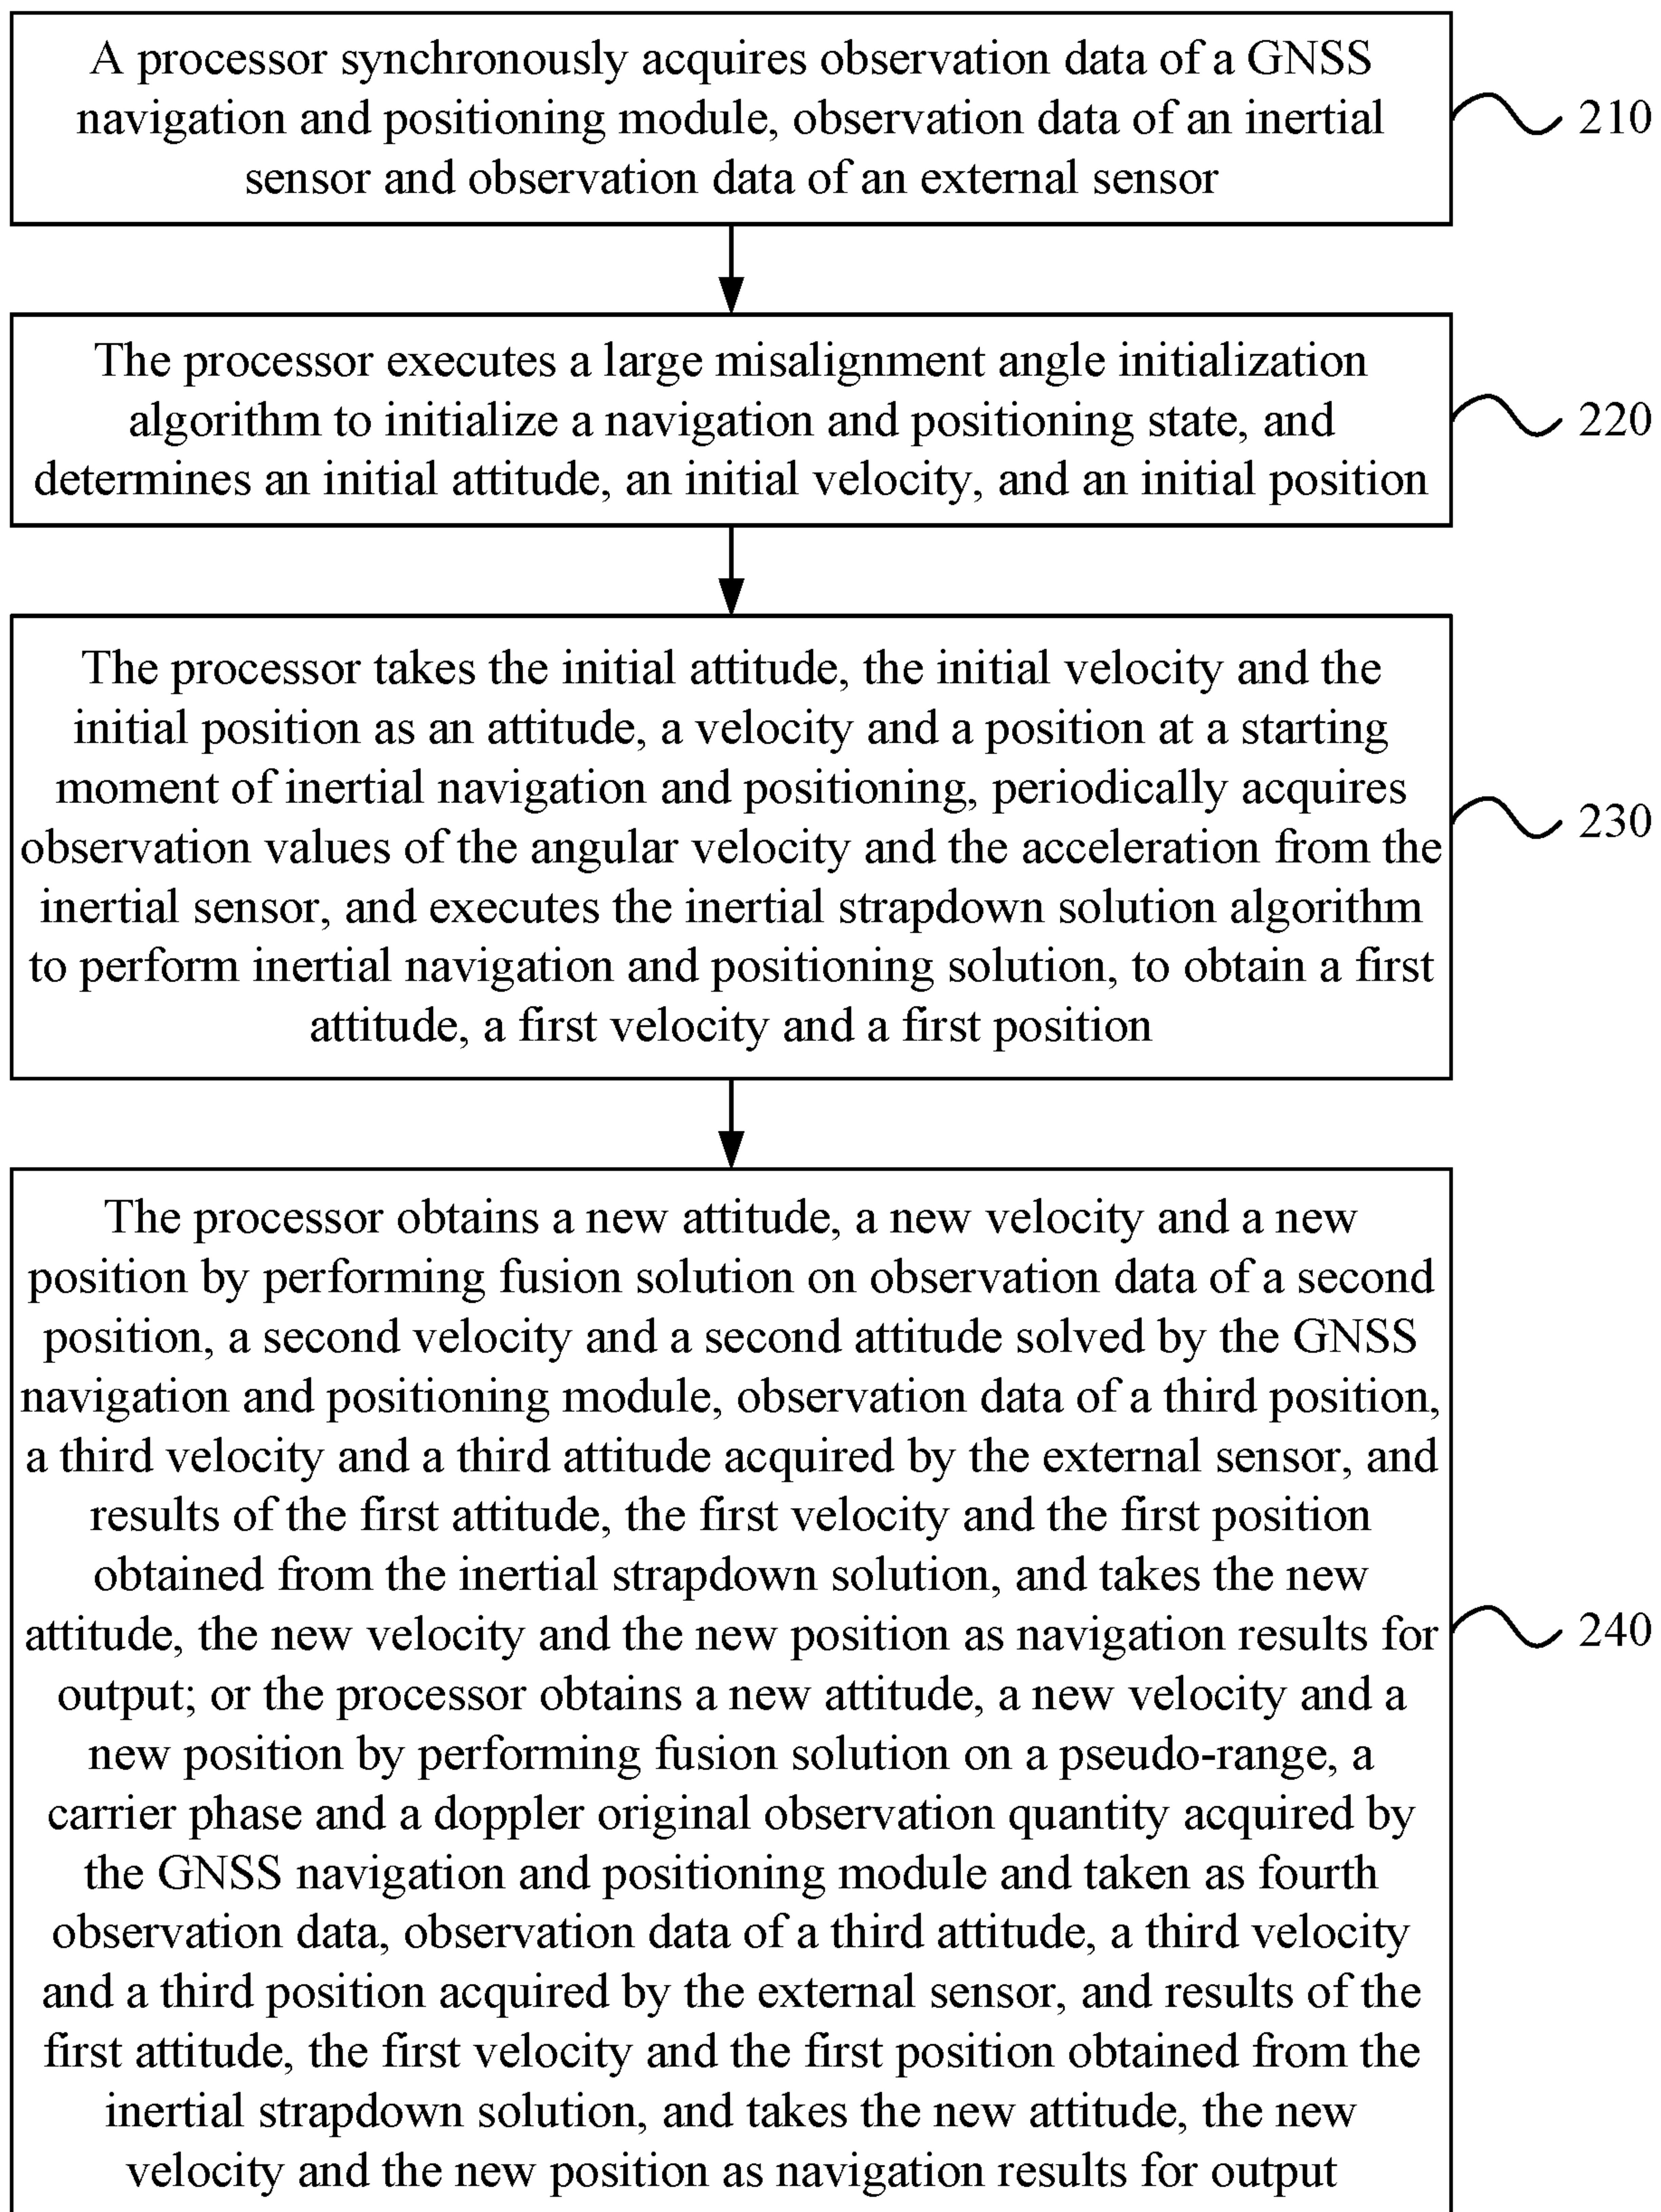 A processor synchronously acquires observation data of a GNSS
navigation and positioning module, observation data of an inertial
sensor and observation data of an external sensor
210
The processor executes a large misalignment angle initialization
algorithm to initialize a navigation and positioning state, and
determines an initial attitude, an initial velocity, and an initial position
220
The processor takes the initial attitude, the initial velocity and the
initial position as an attitude, a velocity and a position at a starting
moment of inertial navigation and positioning, periodically acquires
observation values of the angular velocity and the acceleration from the
inertial sensor, and executes the inertial strapdown solution algorithm
to perform inertial navigation and positioning solution, to obtain a first
attitude, a first velocity and a first position
230
The processor obtains a new attitude, a new velocity and a new
position by performing fusion solution on observation data of a second
position, a second velocity and a second attitude solved by the GNSS
navigation and positioning module, observation data of a third position,
a third velocity and a third attitude acquired by the external sensor, and
results of the first attitude, the first velocity and the first position
obtained from the inertial strapdown solution, and takes the new
attitude, the new velocity and the new position as navigation results for
output; or the processor obtains a new attitude, a new velocity and a
new position by performing fusion solution on a pseudo-range, a
carrier phase and a doppler original observation quantity acquired by
the GNSS navigation and positioning module and taken as fourth
observation data, observation data of a third attitude, a third velocity
and a third position acquired by the external sensor, and results of the
first attitude, the first velocity and the first position obtained from the
inertial strapdown solution, and takes the new attitude, the new
velocity and the new position as navigation results for output
240